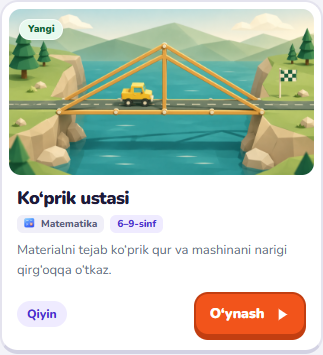 Yangi
Ko‘prik ustasi
Matematika
6–9-sinf
Materialni tejab ko‘prik qur va mashinani narigi
qirg‘oqqa o‘tkaz.
Qiyin
O‘ynash